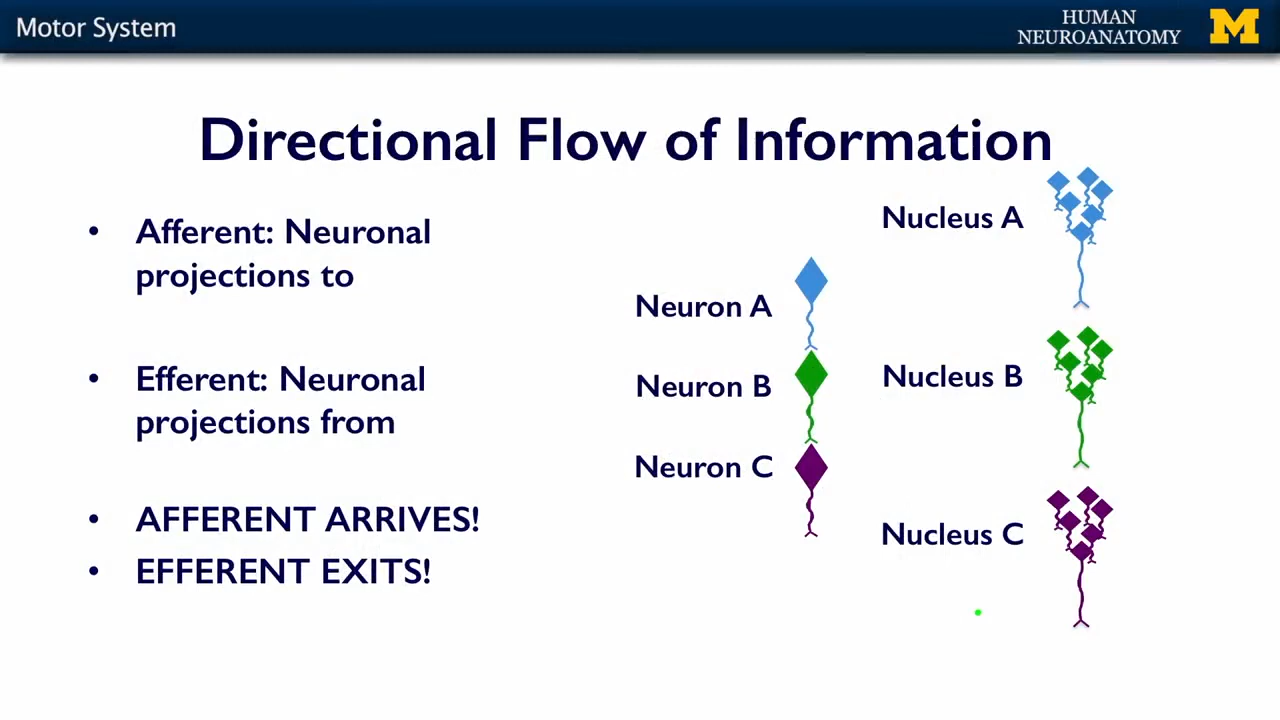 Motor System
HUMAN
NEUROANATOMY
M
Directional Flow of Information
• Afferent: Neuronal
projections to
• Efferent: Neuronal
projections from
• AFFERENT ARRIVES!
• EFFERENT EXITS!
Neuron A
Neuron B
Neuron C
Nucleus A
Nucleus B
Nucleus C